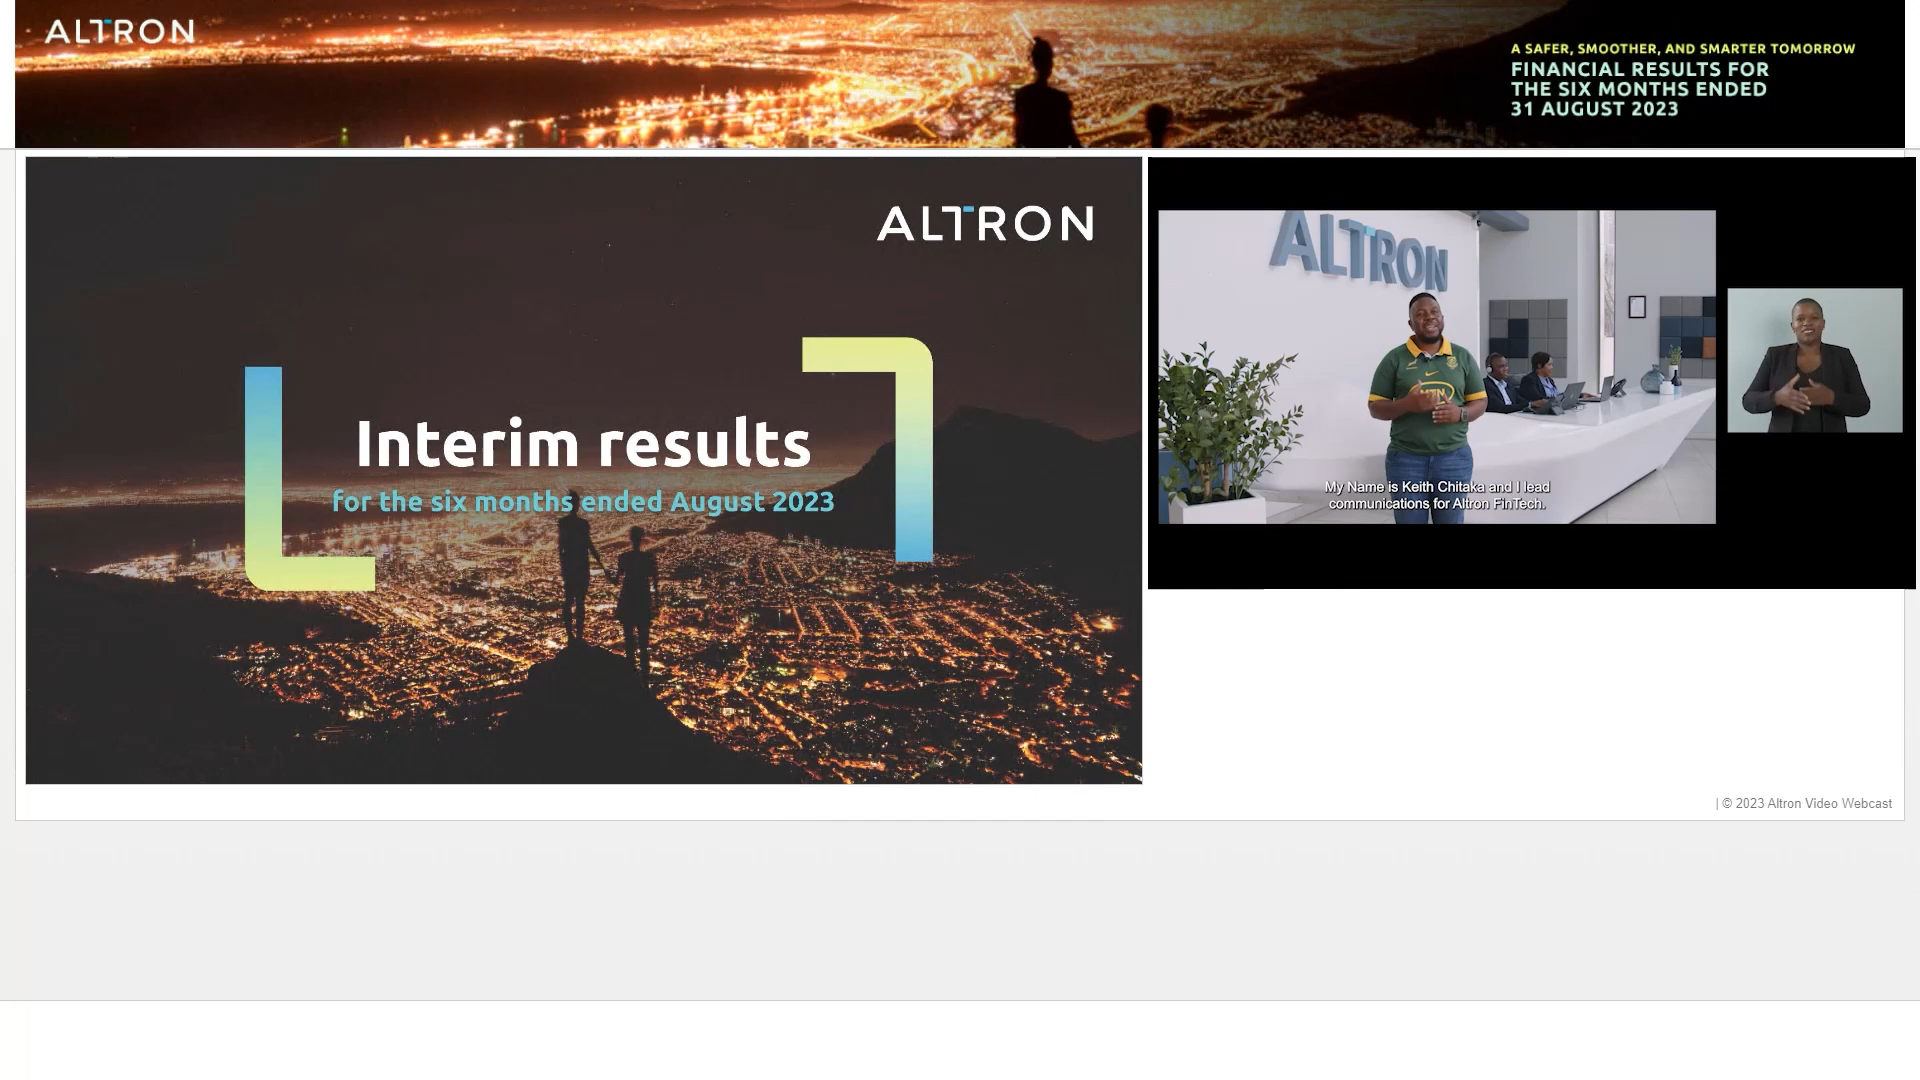 ALTRON
A SAFER, SMOOTHER, AND SMARTER TOMORROW
FINANCIAL RESULTS FOR
THE SIX MONTHS ENDED
31 AUGUST 2023
ALTRON
Interim results
for the six months ended August 2023
ALTRON
MTN
My Name is Keith Chitaka and I lead
communications for Altron FinTech.
| © 2023 Altron Video Webcast